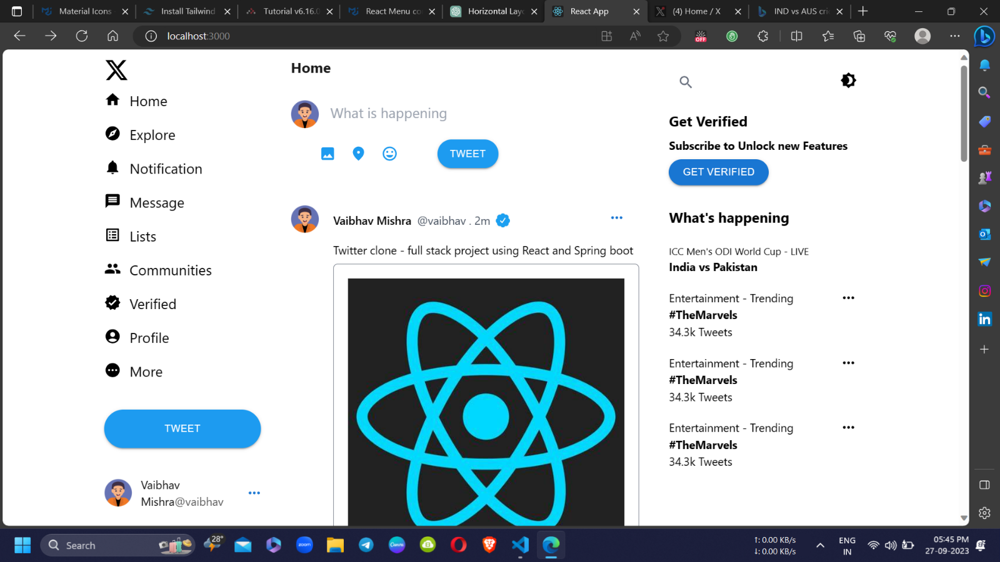 Material Icons
Install Tailwind
Tutorial v6.16.0
React Menu co
Horizontal Layo
React App
(4) Home / X
IND vs AUS cri
localhost:3000
OFF
Home
Explore
Notification
Message
Lists
Communities
Verified
Profile
More
TWEET
Vaibhav
Mishra@vaibhav
Home
What is happening
TWEET
Vaibhav Mishra @vaibhav . 2m
Twitter clone - full stack project using React and Spring boot
Get Verified
Subscribe to Unlock new Features
GET VERIFIED
What's happening
ICC Men's ODI World Cup - LIVE
India vs Pakistan
Entertainment - Trending
#TheMarvels
34.3k Tweets
Entertainment - Trending
#TheMarvels
34.3k Tweets
Entertainment - Trending
#TheMarvels
34.3k Tweets
Search
28°
zoom
Canva
↑: 0.00 KB/s
↓: 0.00 KB/s
ENG
IN
05:45 PM
27-09-2023